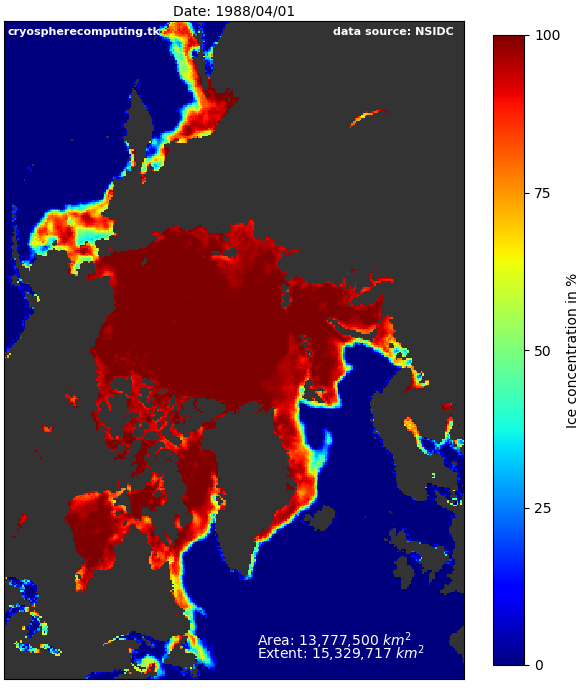 Date: 1988/04/01
cryospherecomputing.tk
data source: NSIDC
100
75
50
25
0
Ice concentration in %
Area: 13,777,500 km²
Extent: 15,329,717 km²